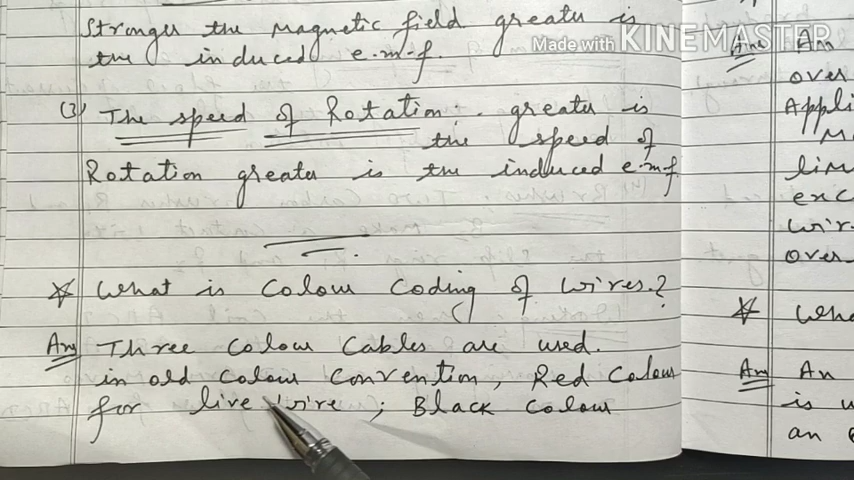 Stronger the Magnetic field greater is
the induced e.m.f.
Made with KINEMASTER
(3) The speed of Rotation:- greater is
the speed of
Rotation greater is the induced e.m.f
* What is Colour Coding of wires?
Ans Three Colour Cables are used.
in old Colour Convention, Red Colour
for live wire; Black Colour
Ans An
over
Appli
M
lim
exc
wir
over
* Wha
Ans An
is u
an